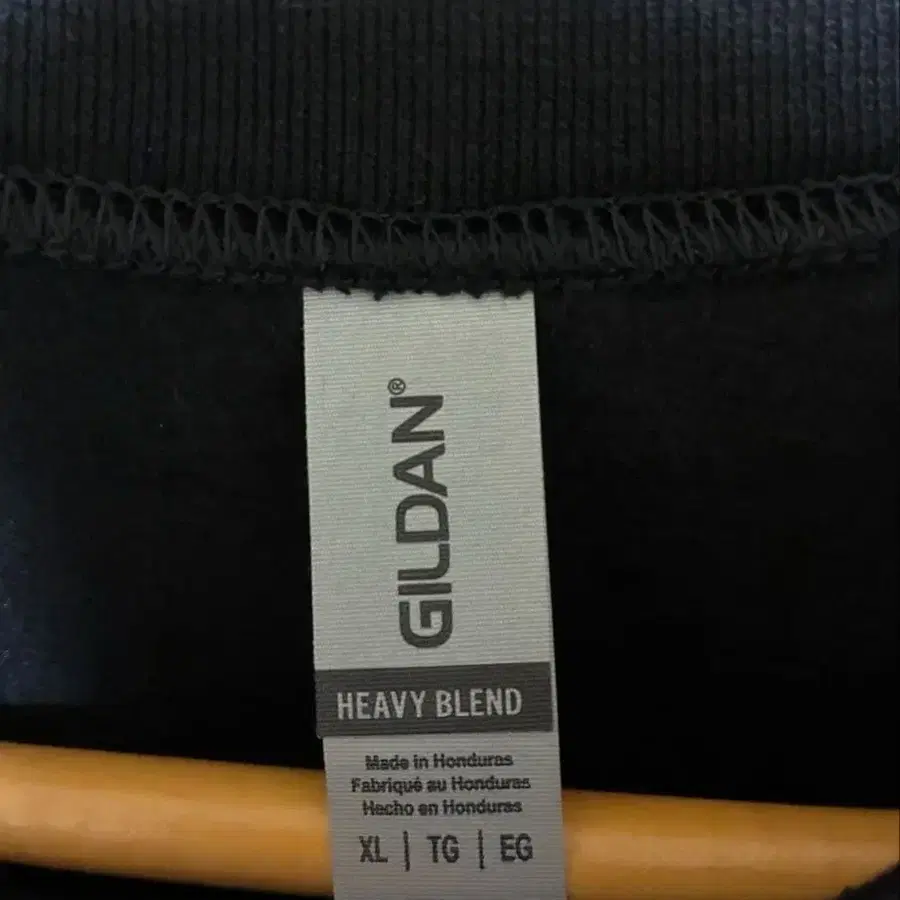 GILDAN®
HEAVY BLEND
Made in Honduras
Fabriqué au Honduras
Hecho en Honduras
XL | TG | EG